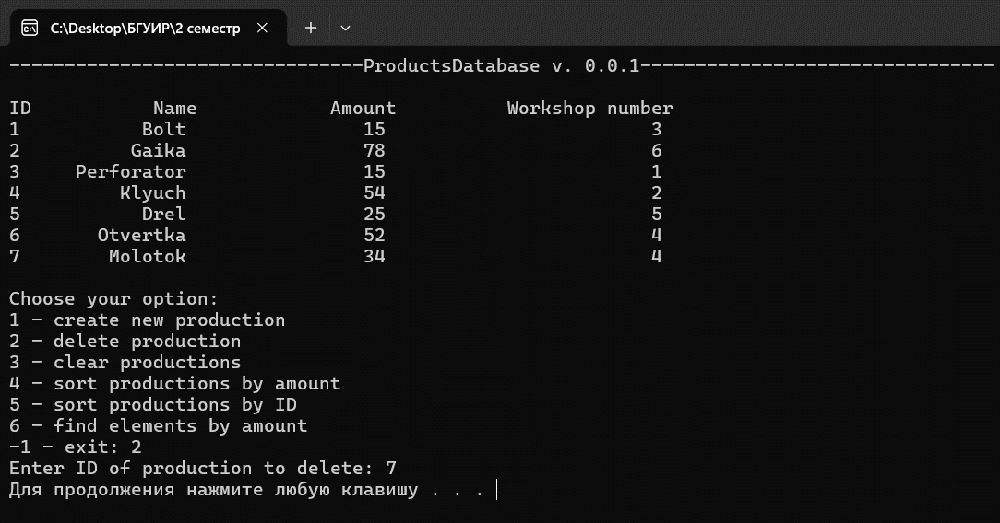 C:\Desktop\БГУИР\2 семестр
--------------------------------ProductsDatabase v. 0.0.1--------------------------------
ID Name Amount Workshop number
1 Bolt 15 3
2 Gaika 78 6
3 Perforator 15 1
4 Klyuch 54 2
5 Drel 25 5
6 Otvertka 52 4
7 Molotok 34 4
Choose your option:
1 - create new production
2 - delete production
3 - clear productions
4 - sort productions by amount
5 - sort productions by ID
6 - find elements by amount
-1 - exit: 2
Enter ID of production to delete: 7
Для продолжения нажмите любую клавишу . . .